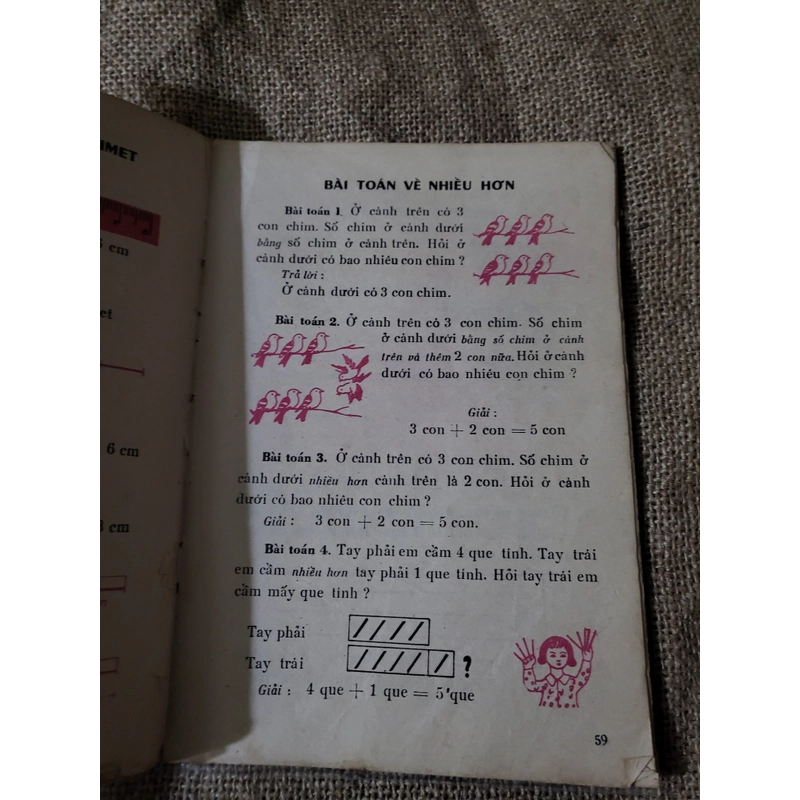 IMET
cm
et
6 cm
cm
BÀI TOÁN VỀ NHIỀU HƠN
Bài toán 1. Ở cành trên có 3
con chim. Số chim ở cành dưới
bằng số chim ở cành trên. Hỏi ở
cành dưới có bao nhiêu con chim ?
Trả lời :
Ở cành dưới có 3 con chim.
Bài toán 2. Ở cành trên có 3 con chim. Số chim
ở cành dưới bằng số chim ở cành
trên và thêm 2 con nữa. Hỏi ở cành
dưới có bao nhiêu con chim ?
Giải :
3 con + 2 con = 5 con
Bài toán 3. Ở cành trên có 3 con chim. Số chim ở
cành dưới nhiều hơn cành trên là 2 con. Hỏi ở cành
dưới có bao nhiêu con chim ?
Giải : 3 con + 2 con = 5 con.
Bài toán 4. Tay phải em cầm 4 que tính. Tay trái
em cầm nhiều hơn tay phải 1 que tính. Hỏi tay trái em
cầm mấy que tính ?
Tay phải
Tay trái ?
Giải : 4 que + 1 que = 5 que
59